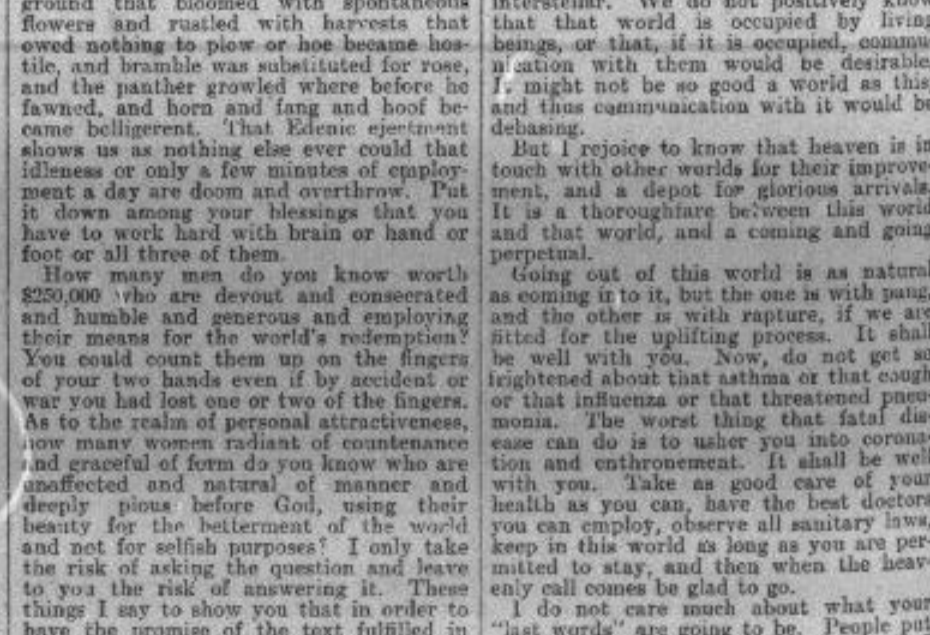 ground that bloomed with spontaneous
flowers and rustled with harvests that
owed nothing to plow or hoe became hos-
tile, and bramble was substituted for rose,
and the panther growled where before he
fawned, and horn and fang and hoof be-
came belligerent. That Edenic ejectment
shows us as nothing else ever could that
idleness or only a few minutes of employ-
ment a day are doom and overthrow. Put
it down among your blessings that you
have to work hard with brain or hand or
foot or all three of them.
How many men do you know worth
$250,000 who are devout and consecrated
and humble and generous and employing
their means for the world's redemption?
You could count them up on the fingers
of your two hands even if by accident or
war you had lost one or two of the fingers.
As to the realm of personal attractiveness,
how many women radiant of countenance
and graceful of form do you know who are
unaffected and natural of manner and
deeply pious before God, using their
beauty for the betterment of the world
and not for selfish purposes? I only take
the risk of asking the question and leave
to you the risk of answering it. These
things I say to show you that in order to
have the promise of the text fulfilled in
interstellar. We do not positively know
that that world is occupied by living
beings, or that, if it is occupied, commu
nication with them would be desirable
It might not be so good a world as this
and thus communication with it would be
debasing.
But I rejoice to know that heaven is in
touch with other worlds for their improve
ment, and a depot for glorious arrivals.
It is a thoroughfare between this world
and that world, and a coming and going
perpetual.
Going out of this world is as natural
as coming into it, but the one is with pang,
and the other is with rapture, if we are
fitted for the uplifting process. It shall
be well with you. Now, do not get so
frightened about that asthma or that cough
or that influenza or that threatened pneu-
monia. The worst thing that fatal dis-
ease can do is to usher you into corona-
tion and enthronement. It shall be well
with you. Take as good care of your
health as you can, have the best doctors
you can employ, observe all sanitary laws,
keep in this world as long as you are per-
mitted to stay, and then when the heav-
enly call comes be glad to go.
I do not care much about what your
"last words" are going to be. People put